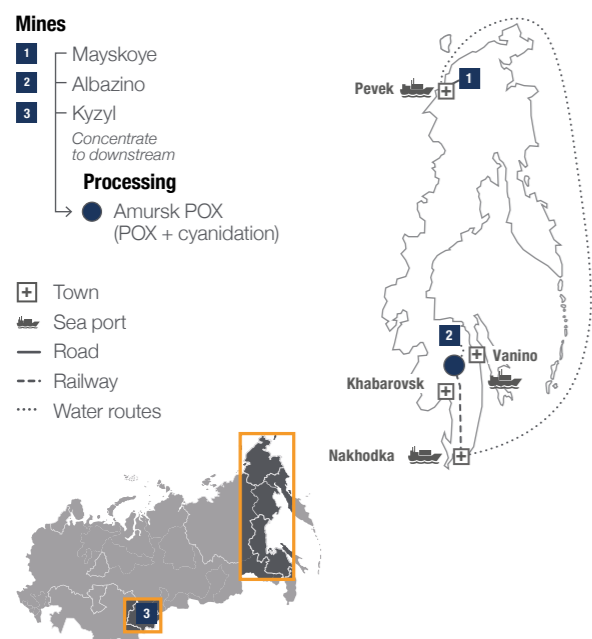 Mines
1 Mayskoye
2 Albazino
3 Kyzyl
Concentrate
to downstream
Processing
Amursk POX
(POX + cyanidation)
Town
Sea port
Road
Railway
Water routes
Pevek
1
2
Vanino
Khabarovsk
Nakhodka
3